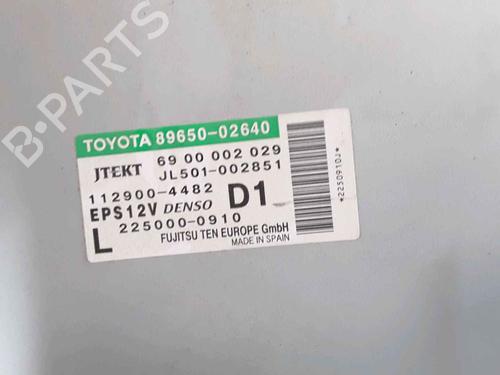 B-PARTS
TOYOTA 89650-02640
JTEKT 69 00 002 029
JL501-002851
112900-4482 D1
EPS12V DENSO
L 225000-0910
FUJITSU TEN EUROPE GmbH
MADE IN SPAIN
*2250910J*